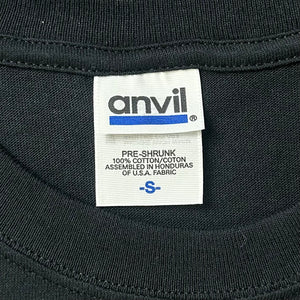 anvil®
PRE-SHRUNK
100% COTTON/COTON
ASSEMBLED IN HONDURAS
OF U.S.A. FABRIC
-S-